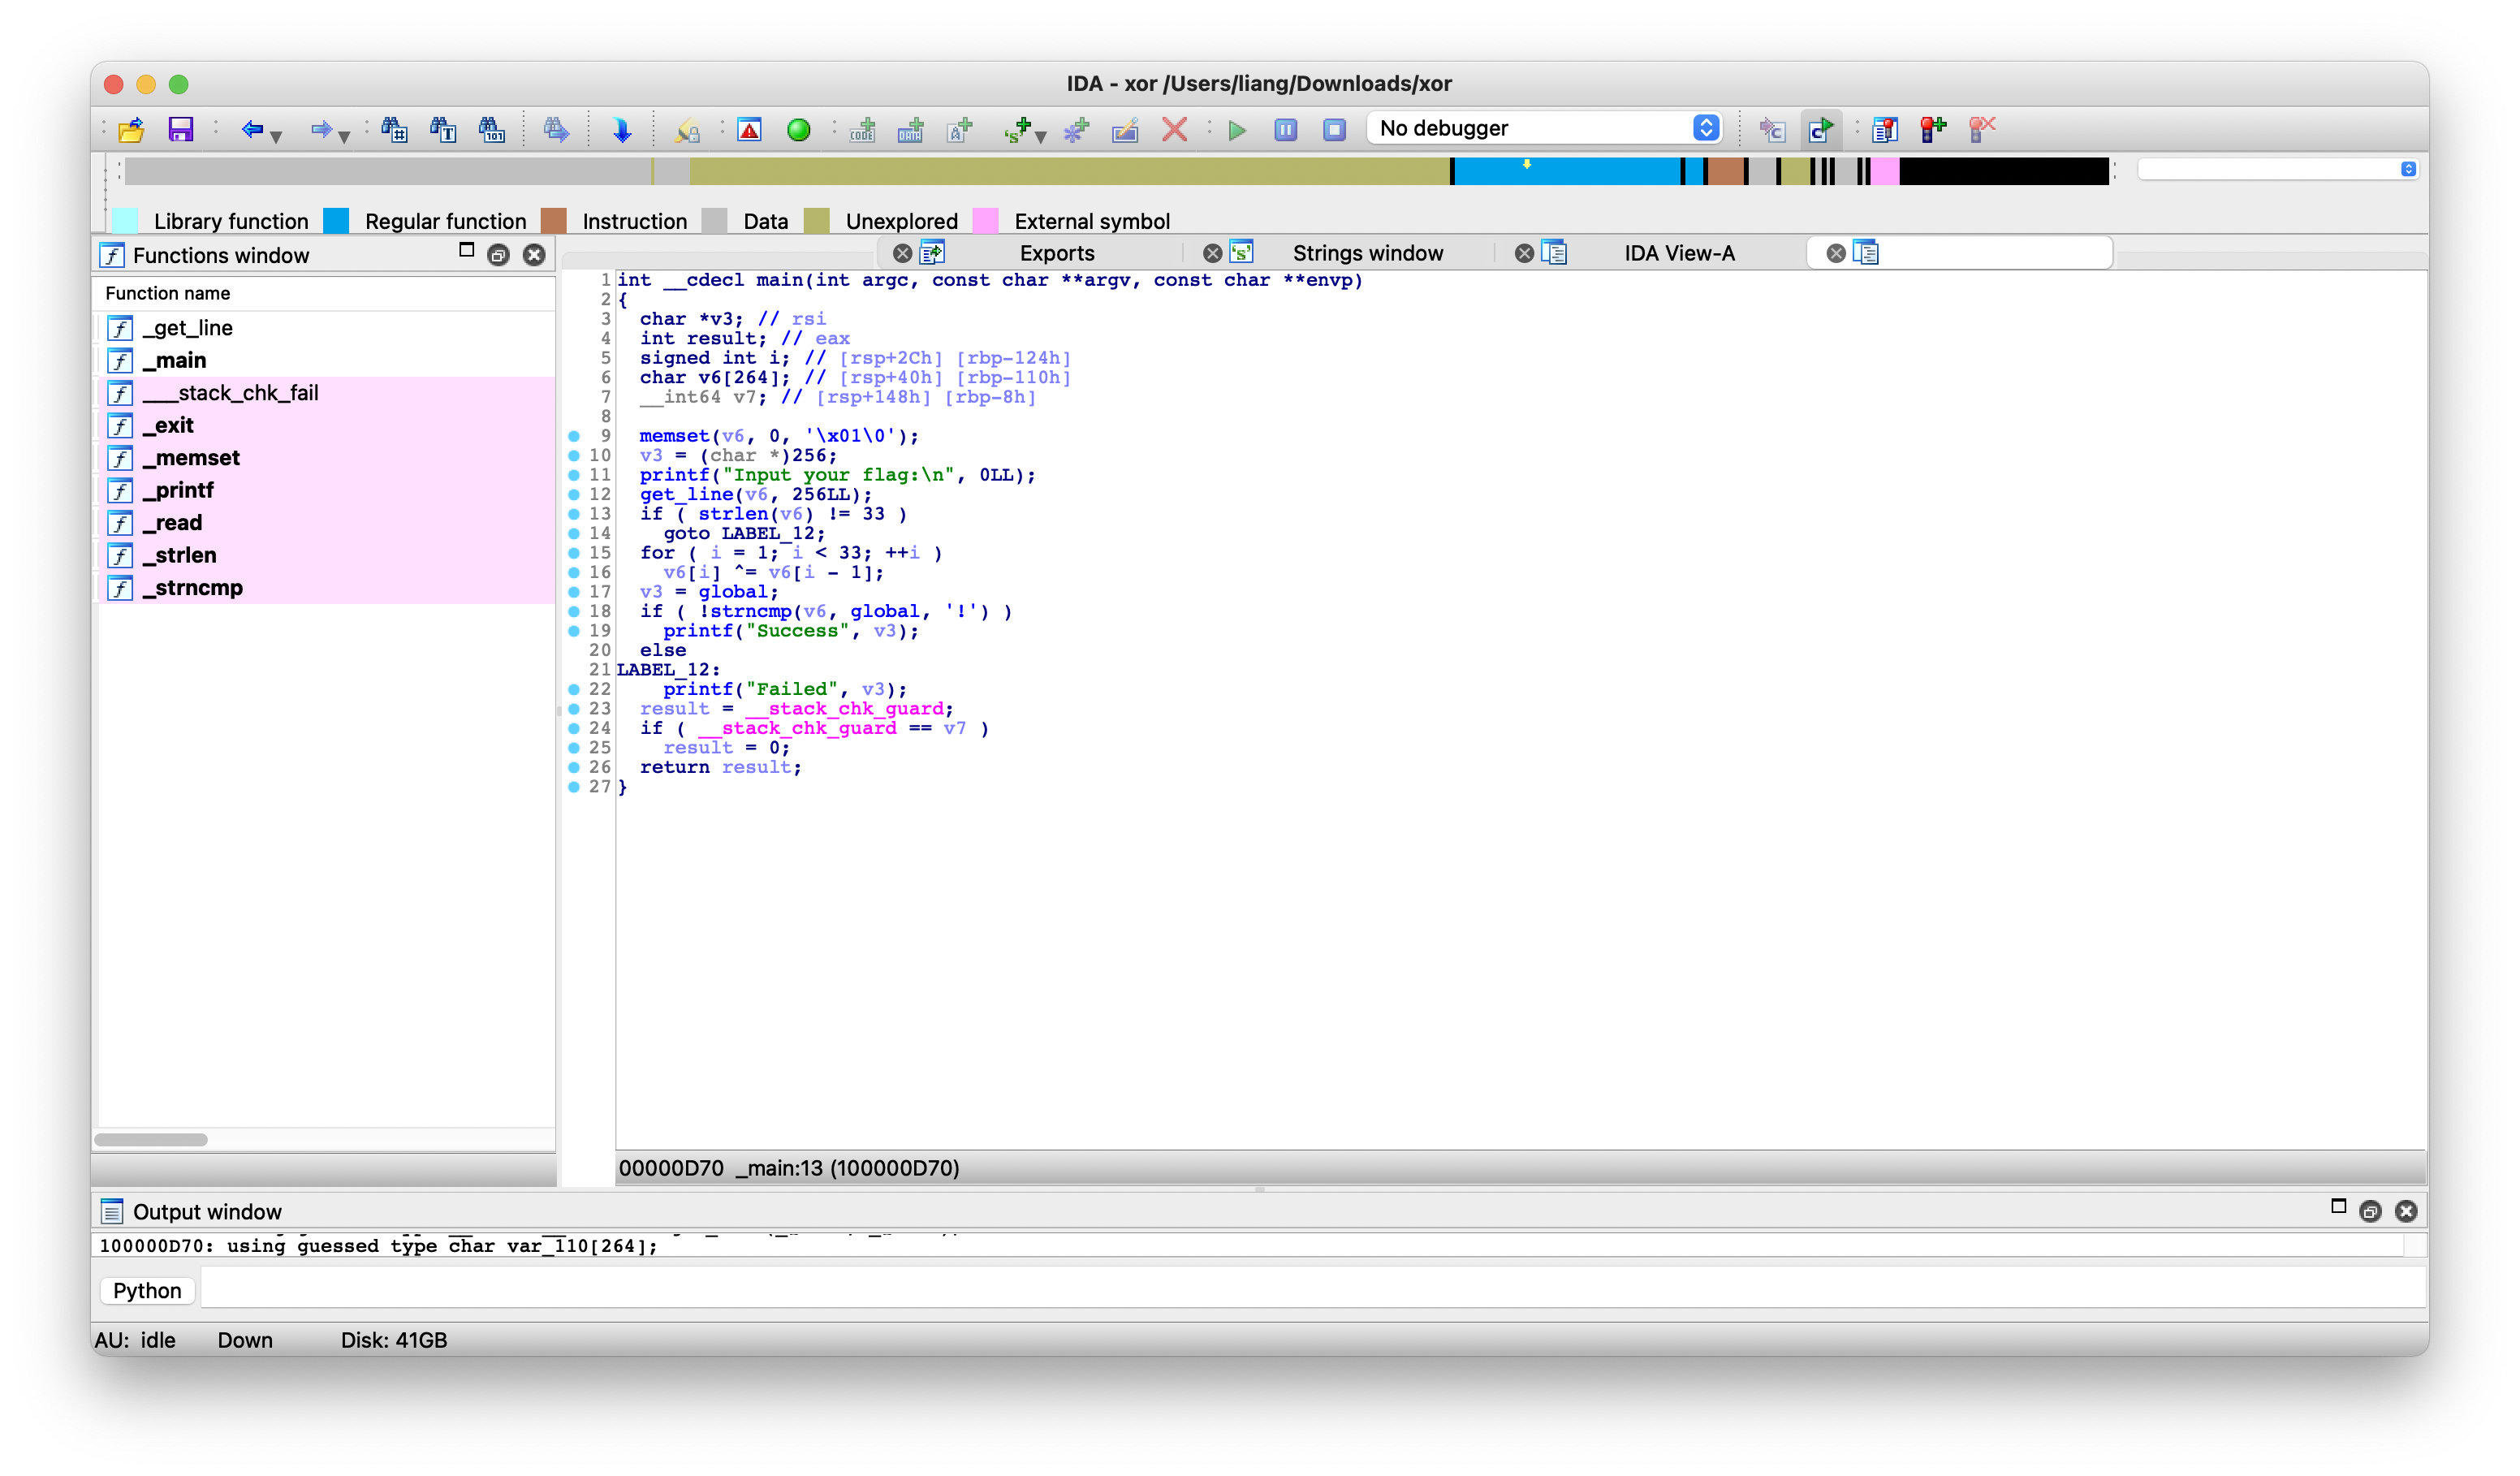 IDA - xor /Users/liang/Downloads/xor
No debugger
Library function Regular function Instruction Data Unexplored External symbol
Functions window
Exports Strings window IDA View-A
Function name
_get_line
_main
___stack_chk_fail
_exit
_memset
_printf
_read
_strlen
_strncmp
1 int __cdecl main(int argc, const char **argv, const char **envp)
2 {
3 char *v3; // rsi
4 int result; // eax
5 signed int i; // [rsp+2Ch] [rbp-124h]
6 char v6[264]; // [rsp+40h] [rbp-110h]
7 __int64 v7; // [rsp+148h] [rbp-8h]
8
9 memset(v6, 0, '\x01\0');
10 v3 = (char *)256;
11 printf("Input your flag:\n", 0LL);
12 get_line(v6, 256LL);
13 if ( strlen(v6) != 33 )
14 goto LABEL_12;
15 for ( i = 1; i < 33; ++i )
16 v6[i] ^= v6[i - 1];
17 v3 = global;
18 if ( !strncmp(v6, global, '!') )
19 printf("Success", v3);
20 else
21 LABEL_12:
22 printf("Failed", v3);
23 result = __stack_chk_guard;
24 if ( __stack_chk_guard == v7 )
25 result = 0;
26 return result;
27 }
00000D70 _main:13 (100000D70)
Output window
100000D70: using guessed type char var_110[264];
Python
AU: idle Down Disk: 41GB